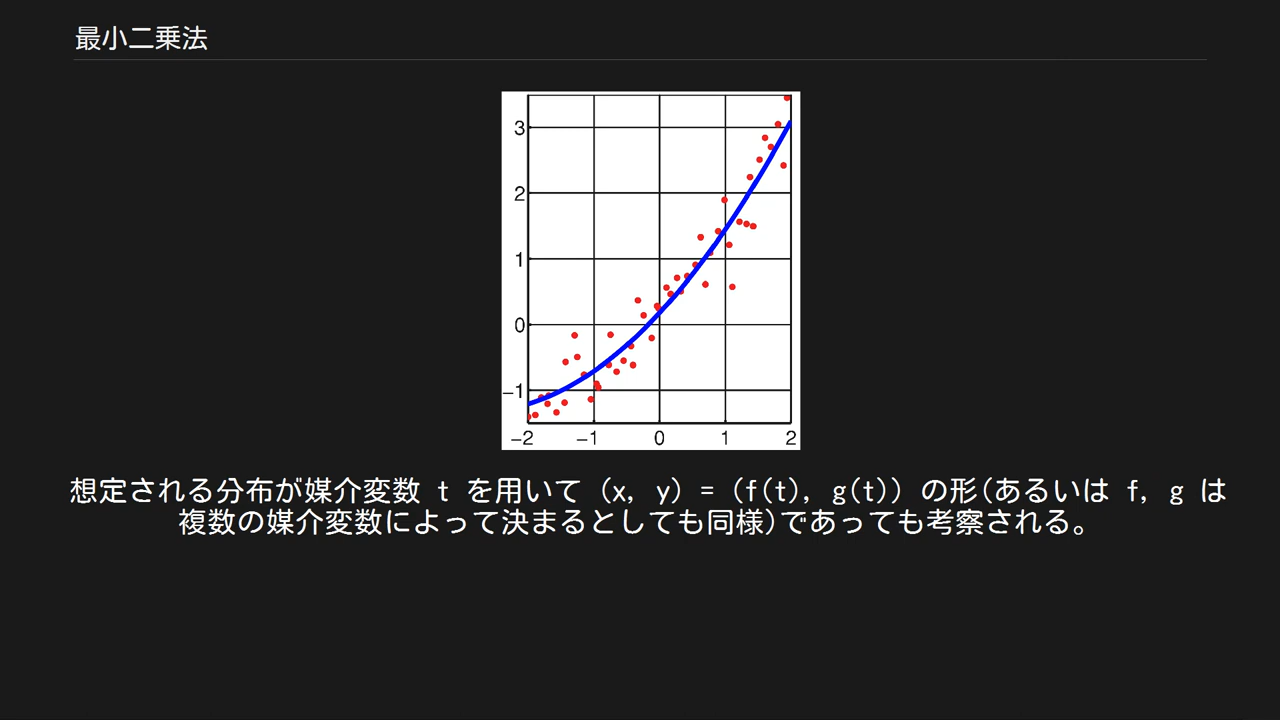 最小二乗法
3
2
1
0
−1
−2 −1 0 1 2
想定される分布が媒介変数 t を用いて (x, y) = (f(t), g(t)) の形(あるいは f, g は
複数の媒介変数によって決まるとしても同様)であっても考察される。